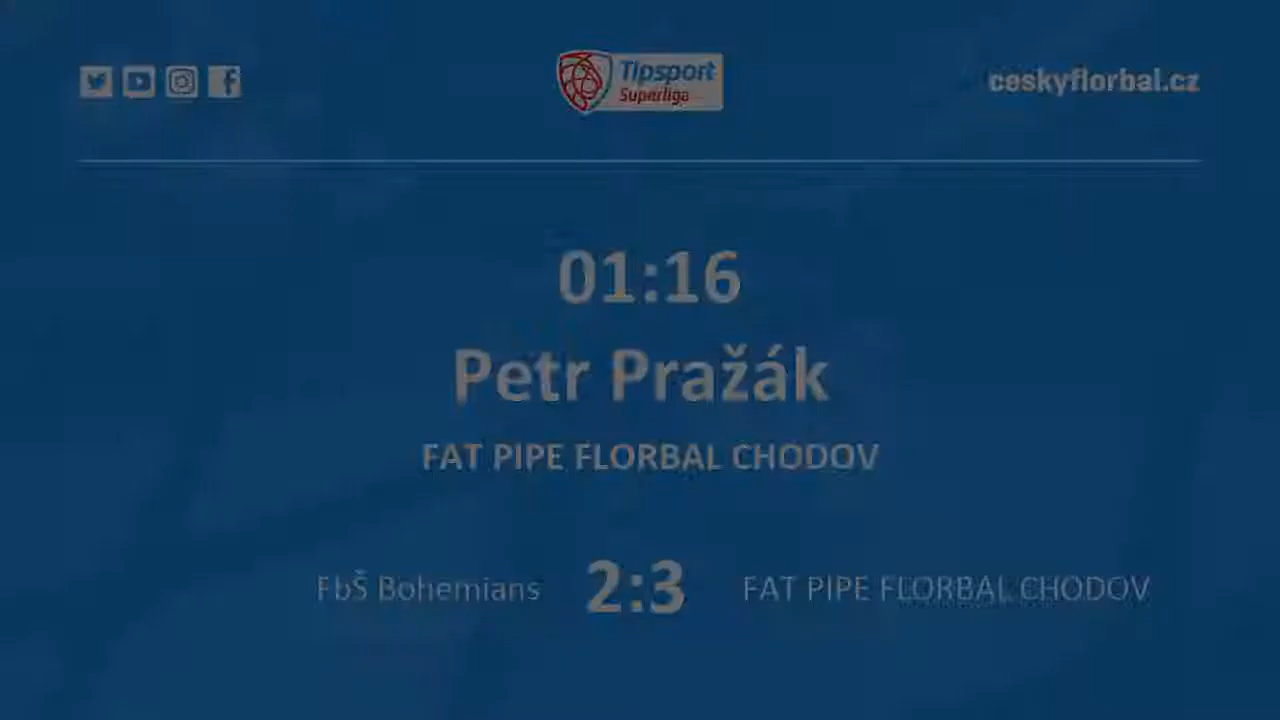 Tipsport
Superliga
ceskyflorbal.cz
01:16
Petr Pražák
FAT PIPE FLORBAL CHODOV
FbŠ Bohemians 2:3 FAT PIPE FLORBAL CHODOV